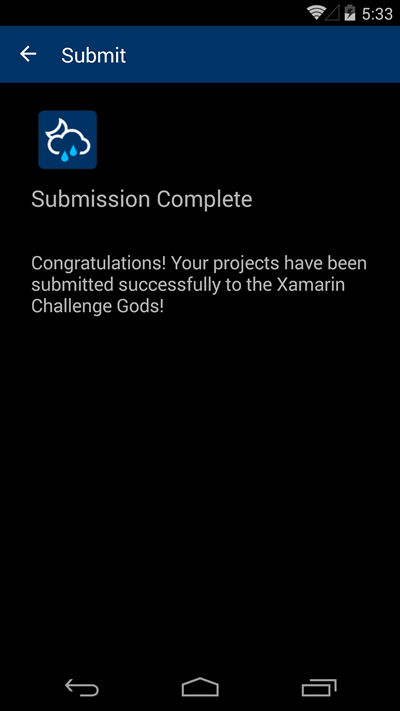 5:33
Submit
Submission Complete
Congratulations! Your projects have been
submitted successfully to the Xamarin
Challenge Gods!